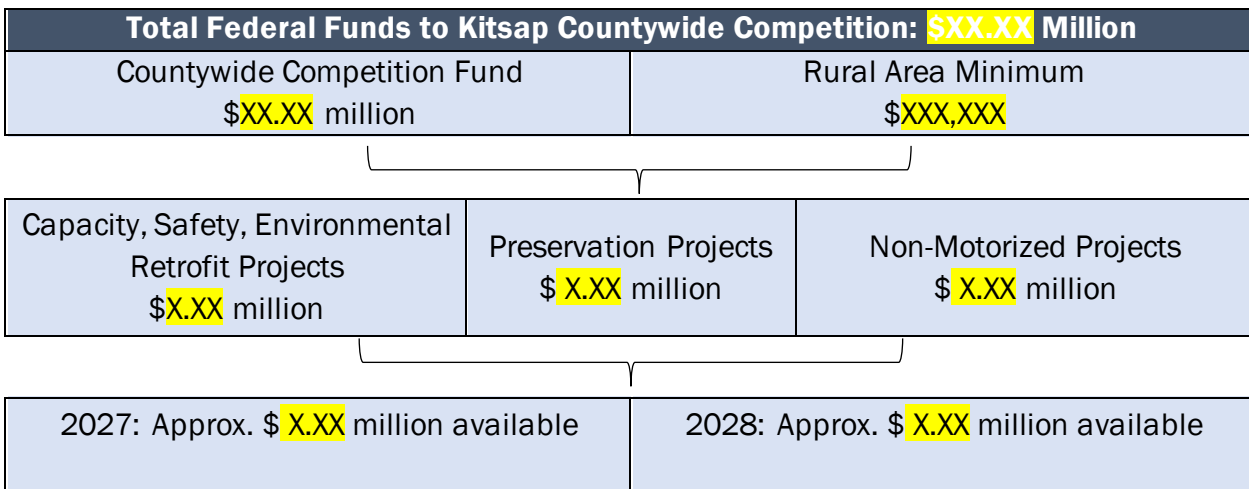 Total Federal Funds to Kitsap Countywide Competition: $XX.XX Million
Countywide Competition Fund
$XX.XX million
Rural Area Minimum
$XXX,XXX
Capacity, Safety, Environmental
Retrofit Projects
$X.XX million
Preservation Projects
$ X.XX million
Non-Motorized Projects
$ X.XX million
2027: Approx. $ X.XX million available
2028: Approx. $ X.XX million available